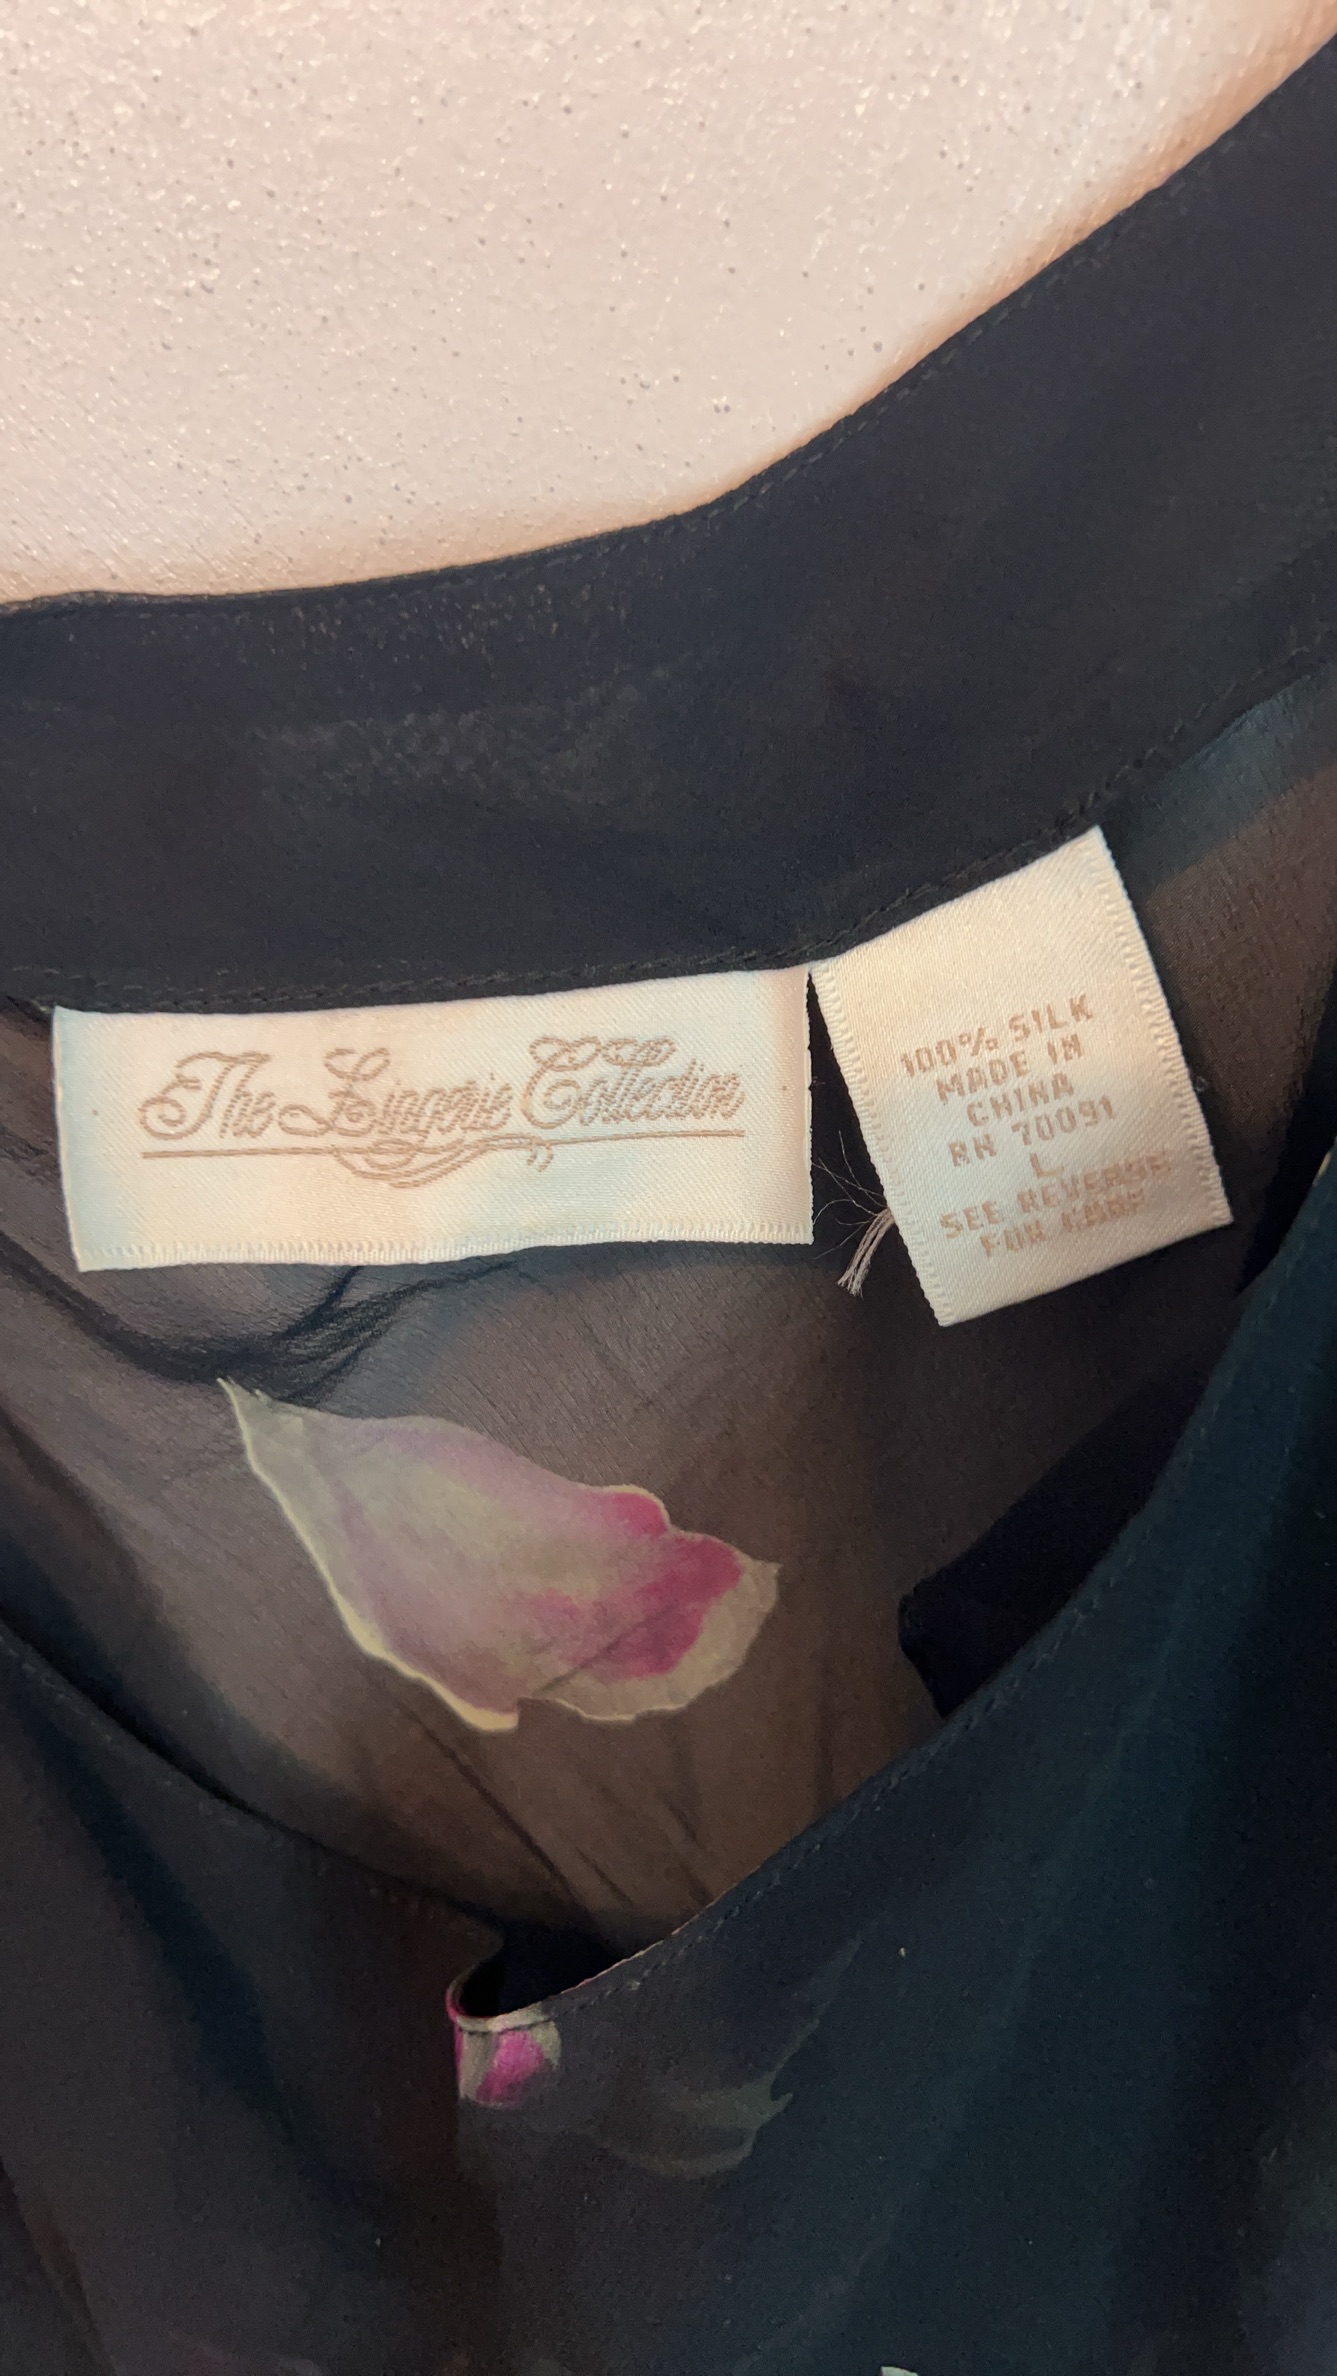 The Lingerie Collection
100% SILK
MADE IN
CHINA
RN 70091
L
SEE REVERSE
FOR CARE